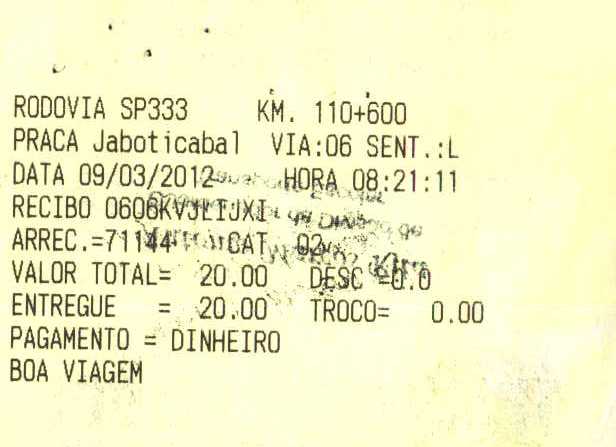 RODOVIA SP333 KM. 110+600
PRACA Jaboticabal VIA:06 SENT.:L
DATA 09/03/2012 HORA 08:21:11
RECIBO 0606KVJLIJXI
ARREC.=71144 CAT 02
VALOR TOTAL= 20.00 DESC =0.0
ENTREGUE = 20.00 TROCO= 0.00
PAGAMENTO = DINHEIRO
BOA VIAGEM